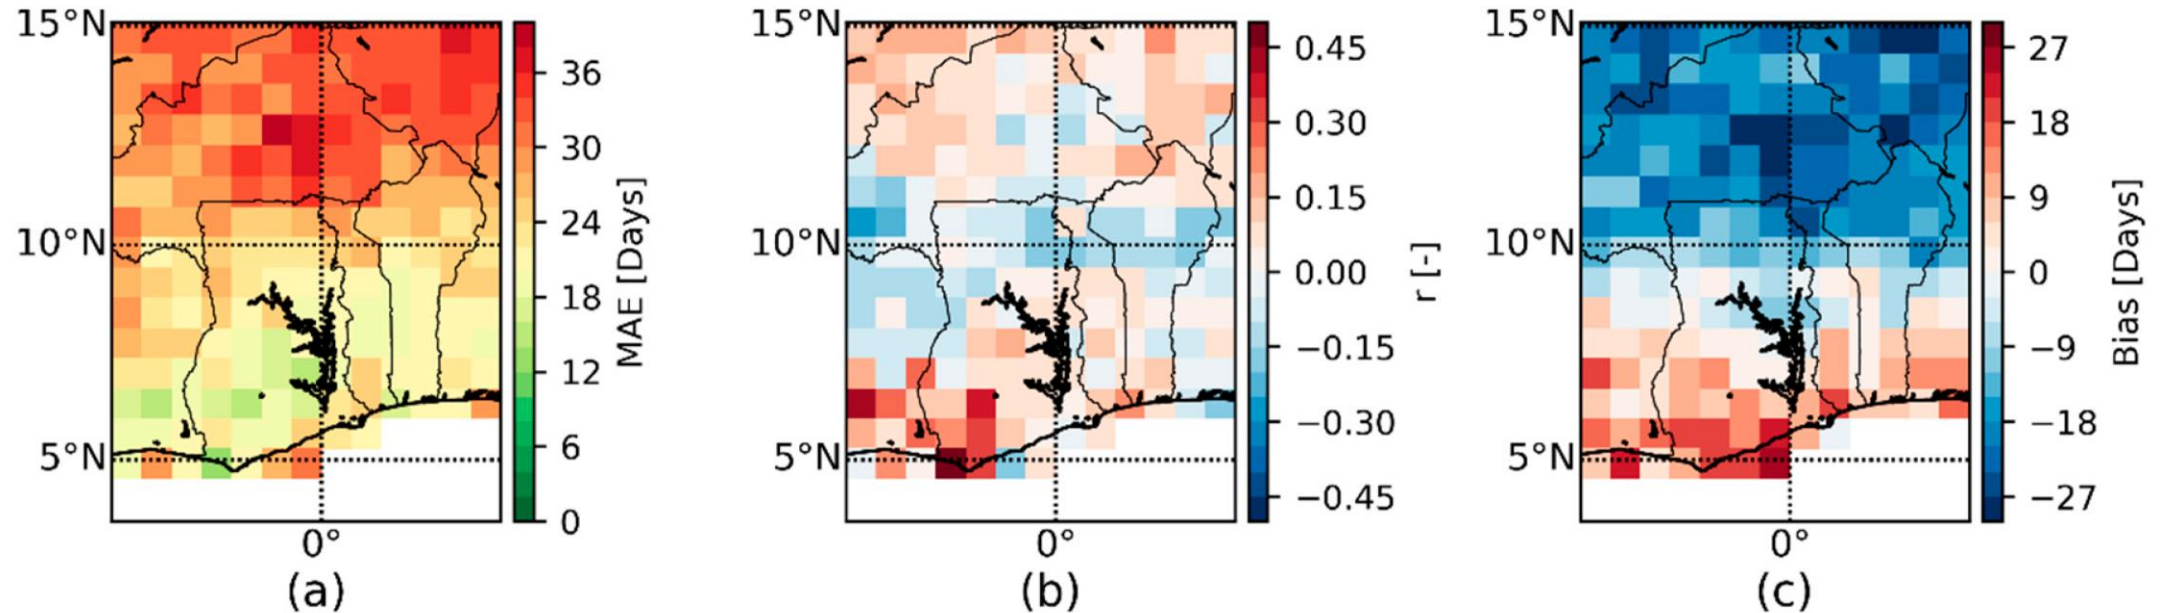 15°N
10°N
5°N
0°
36
30
24
18
12
6
0
MAE [Days]
(a)
15°N
10°N
5°N
0°
0.45
0.30
0.15
0.00
−0.15
−0.30
−0.45
r [-]
(b)
15°N
10°N
5°N
0°
27
18
9
0
−9
−18
−27
Bias [Days]
(c)